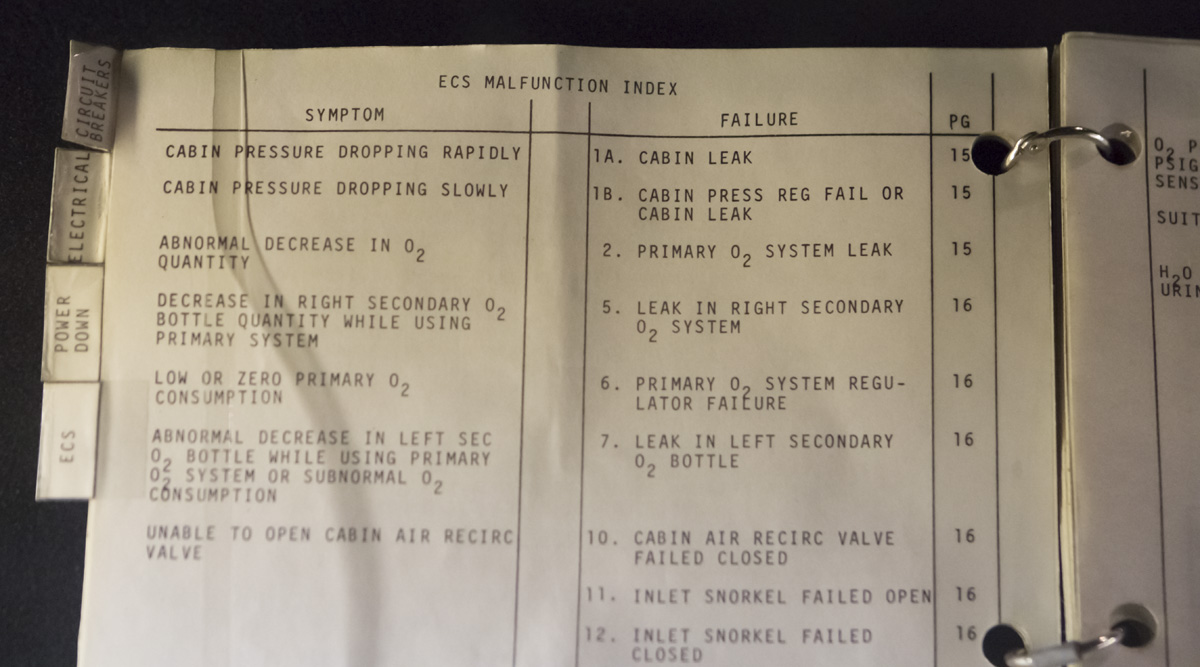 CIRCUIT
BREAKERS
ELECTRICAL
POWER
DOWN
ECS
ECS MALFUNCTION INDEX
SYMPTOM FAILURE PG
CABIN PRESSURE DROPPING RAPIDLY 1A. CABIN LEAK 15
CABIN PRESSURE DROPPING SLOWLY 1B. CABIN PRESS REG FAIL OR 15
CABIN LEAK
ABNORMAL DECREASE IN O2 2. PRIMARY O2 SYSTEM LEAK 15
QUANTITY
DECREASE IN RIGHT SECONDARY O2 5. LEAK IN RIGHT SECONDARY 16
BOTTLE QUANTITY WHILE USING O2 SYSTEM
PRIMARY SYSTEM
LOW OR ZERO PRIMARY O2 6. PRIMARY O2 SYSTEM REGU- 16
CONSUMPTION LATOR FAILURE
ABNORMAL DECREASE IN LEFT SEC 7. LEAK IN LEFT SECONDARY 16
O2 BOTTLE WHILE USING PRIMARY O2 BOTTLE
O2 SYSTEM OR SUBNORMAL O2
CONSUMPTION
UNABLE TO OPEN CABIN AIR RECIRC 10. CABIN AIR RECIRC VALVE 16
VALVE FAILED CLOSED
11. INLET SNORKEL FAILED OPEN 16
12. INLET SNORKEL FAILED 16
CLOSED
O2 P
PSIG
SENS
SUIT
H2O
URIN